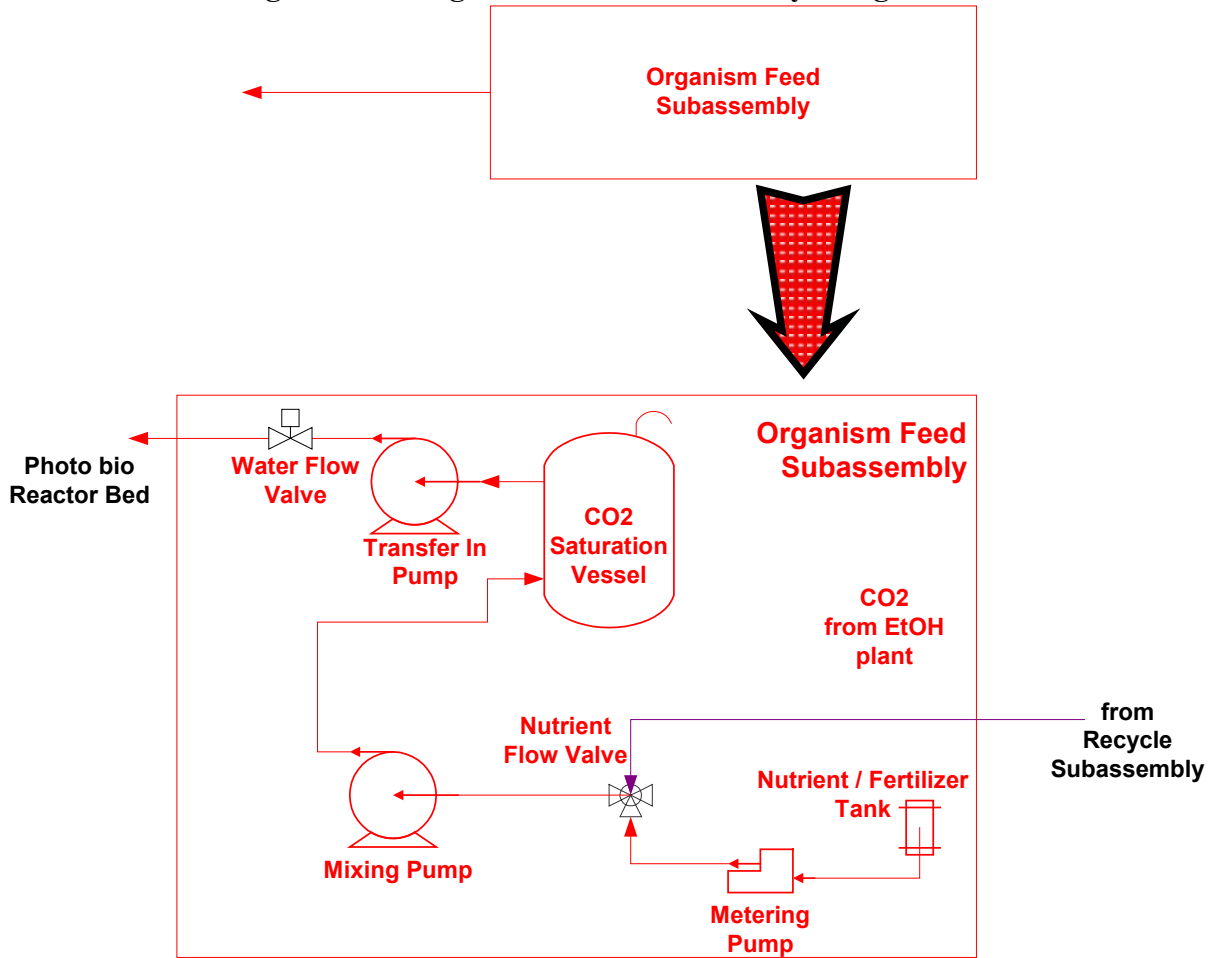 Organism Feed
Subassembly
Organism Feed
Subassembly
Photo bio
Reactor Bed
Water Flow
Valve
Transfer In
Pump
CO2
Saturation
Vessel
CO2
from EtOH
plant
from
Recycle
Subassembly
Nutrient
Flow Valve
Nutrient / Fertilizer
Tank
Mixing Pump
Metering
Pump